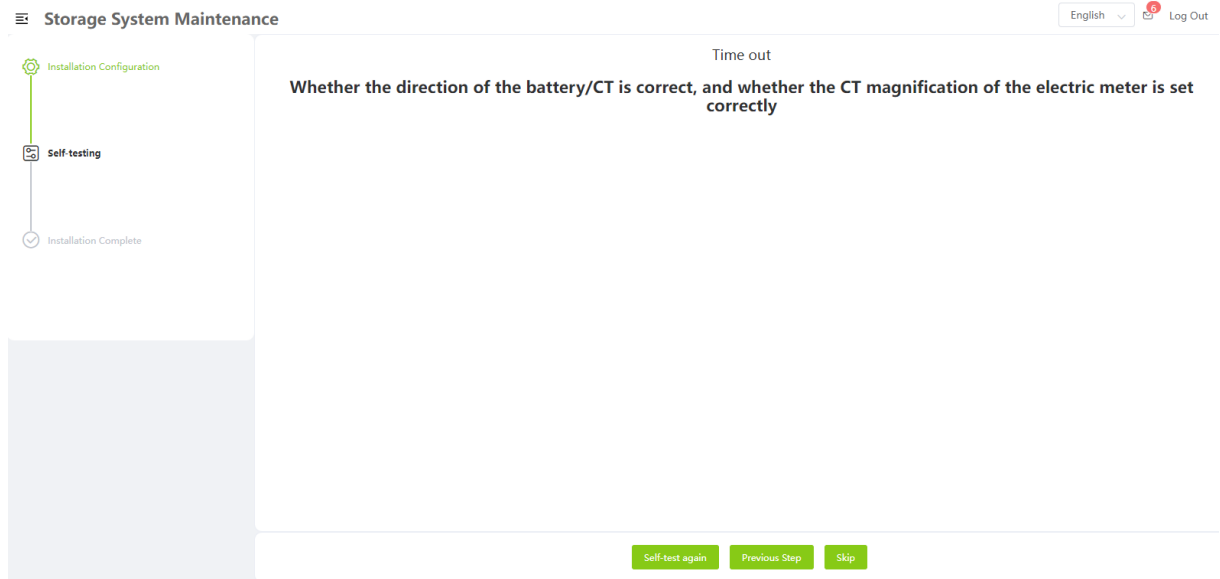 Storage System Maintenance
English
6
Log Out
Installation Configuration
Self-testing
Installation Complete
Time out
Whether the direction of the battery/CT is correct, and whether the CT magnification of the electric meter is set
correctly
Self-test again
Previous Step
Skip